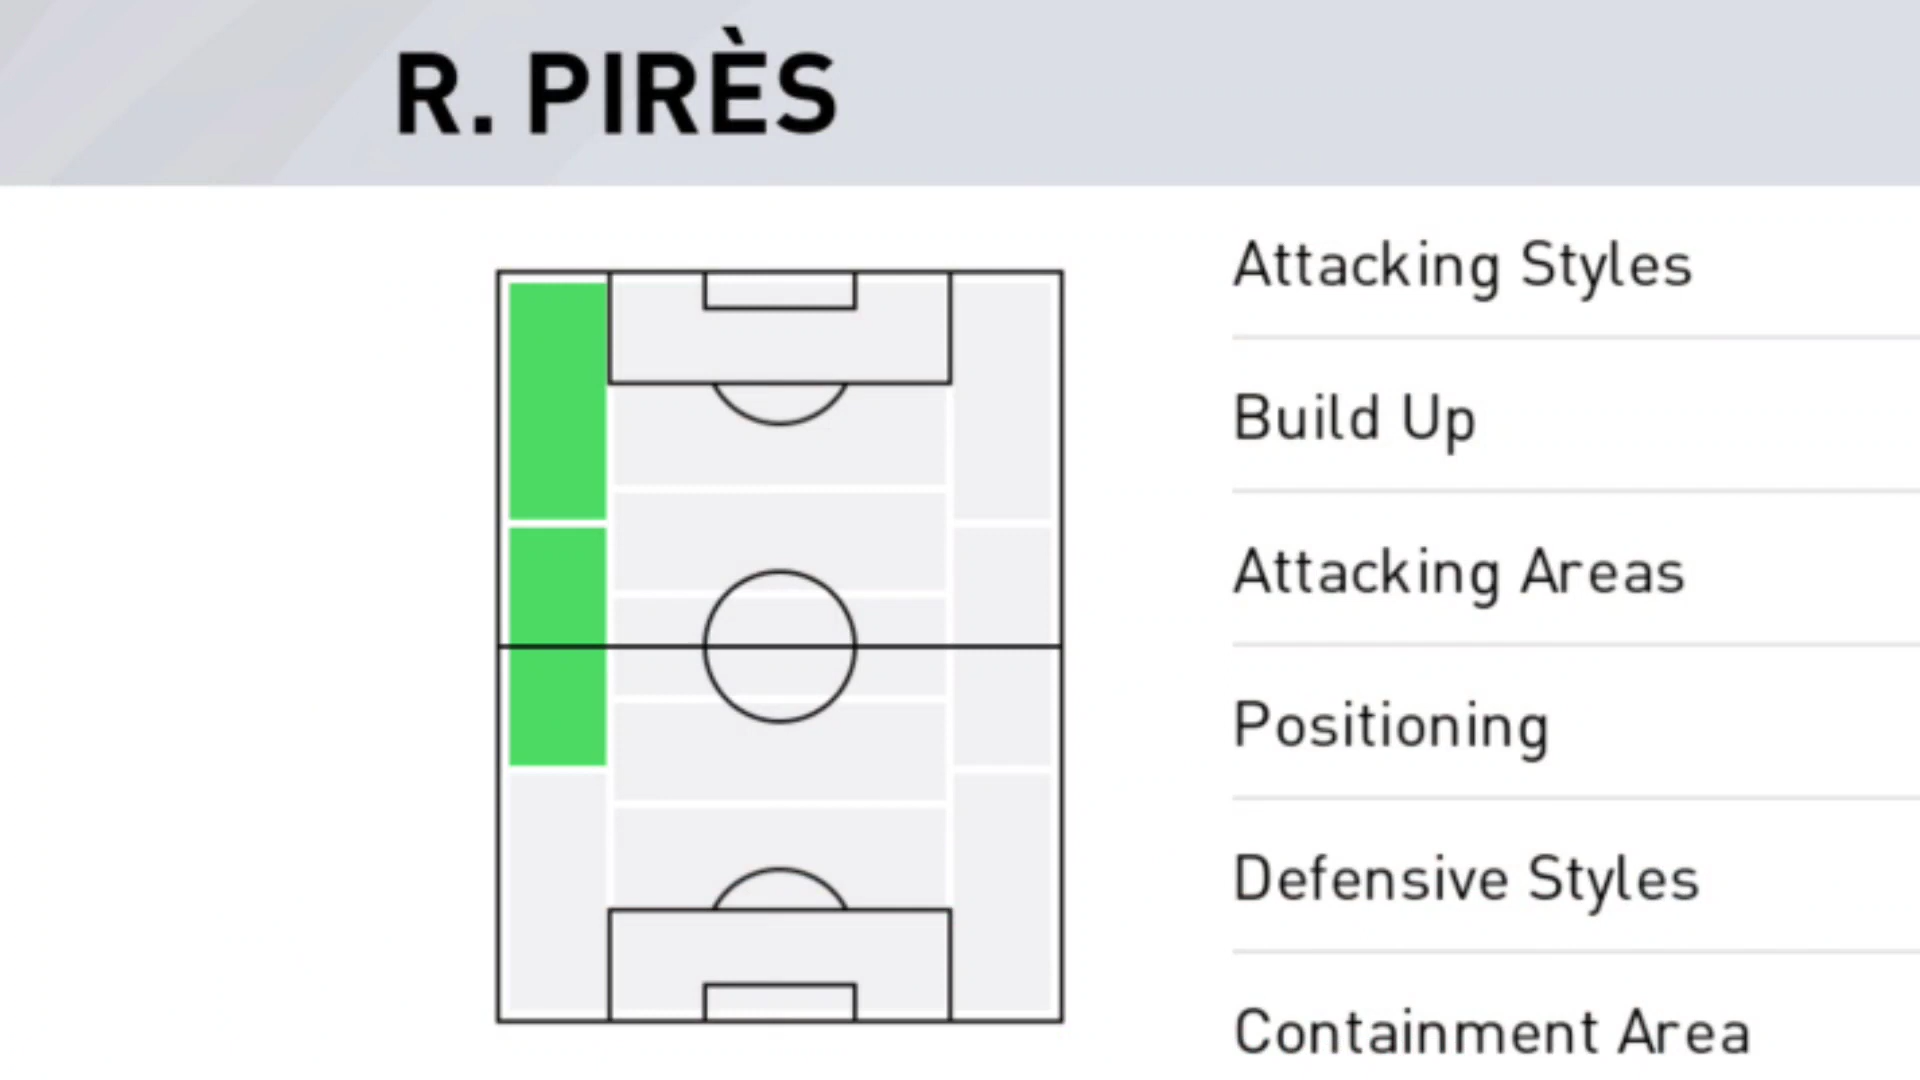 R. PIRÈS
Attacking Styles
Build Up
Attacking Areas
Positioning
Defensive Styles
Containment Area